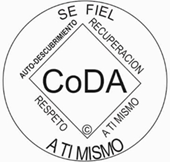 SE FIEL
AUTO-DESCUBRIMIENTO
RECUPERACION
CoDA
RESPETO
A TI MISMO
©
A TI MISMO